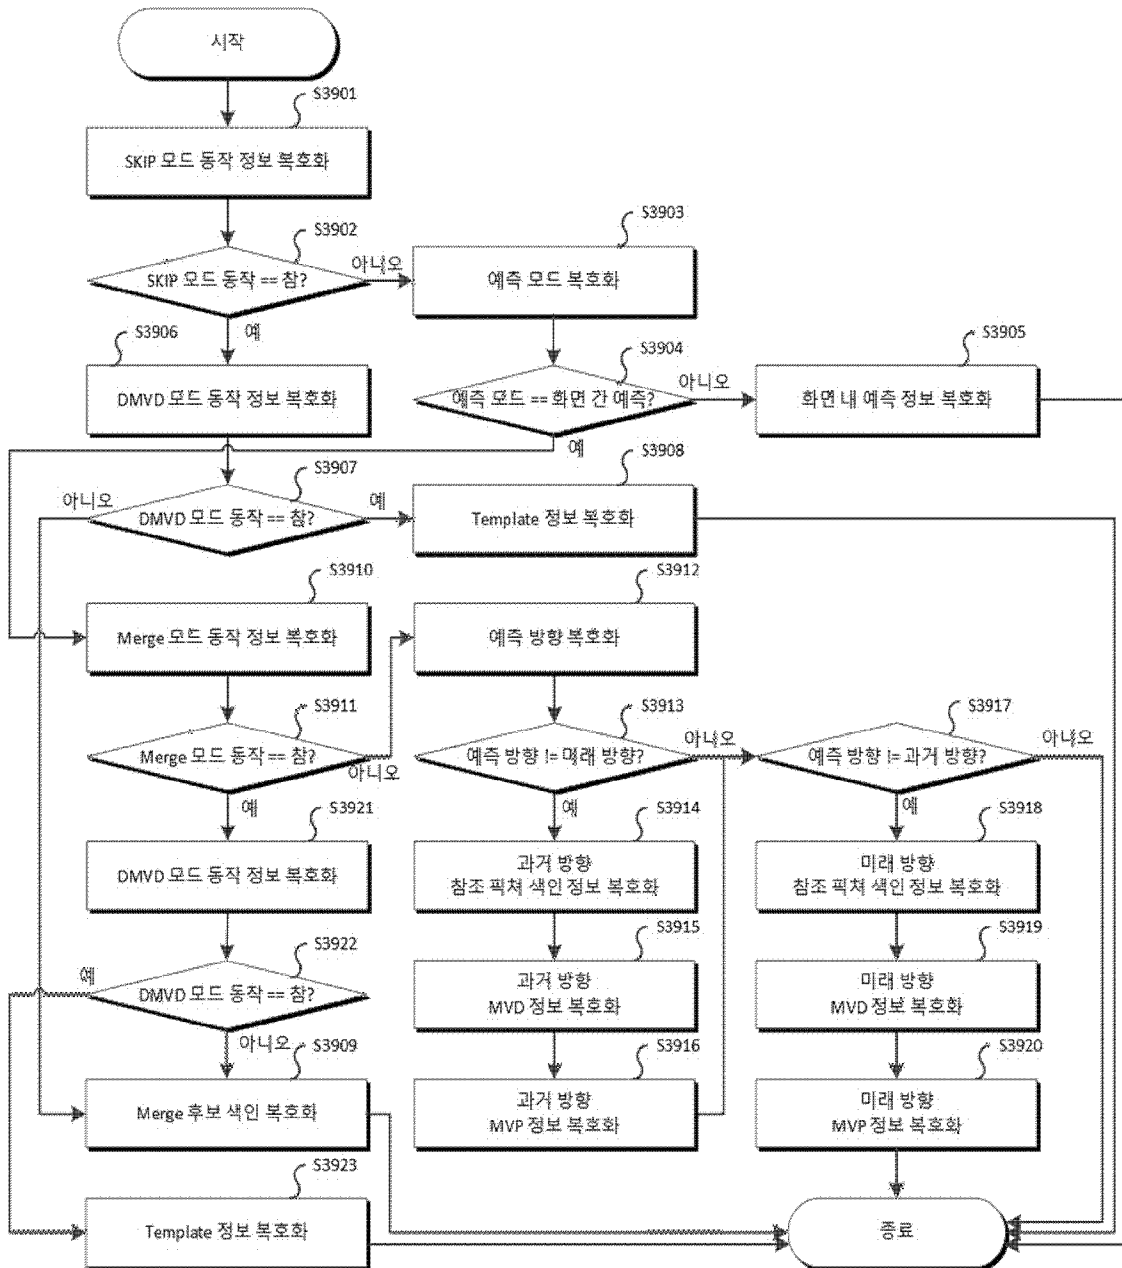 시작
S3901
SKIP 모드 동작 정보 복호화
S3902
SKIP 모드 동작 == 참?
아니오
예
S3903
예측 모드 복호화
S3904
예측 모드 == 화면 간 예측?
아니오
예
S3905
화면 내 예측 정보 복호화
S3906
DMVD 모드 동작 정보 복호화
S3907
DMVD 모드 동작 == 참?
아니오
예
S3908
Template 정보 복호화
S3910
Merge 모드 동작 정보 복호화
S3911
Merge 모드 동작 == 참?
아니오
예
S3912
예측 방향 복호화
S3913
예측 방향 != 미래 방향?
아니오
예
S3917
예측 방향 != 과거 방향?
아니오
예
S3921
DMVD 모드 동작 정보 복호화
S3914
과거 방향
참조 픽쳐 색인 정보 복호화
S3918
미래 방향
참조 픽쳐 색인 정보 복호화
S3922
DMVD 모드 동작 == 참?
예
아니오
S3915
과거 방향
MVD 정보 복호화
S3919
미래 방향
MVD 정보 복호화
S3909
Merge 후보 색인 복호화
S3916
과거 방향
MVP 정보 복호화
S3920
미래 방향
MVP 정보 복호화
S3923
Template 정보 복호화
종료